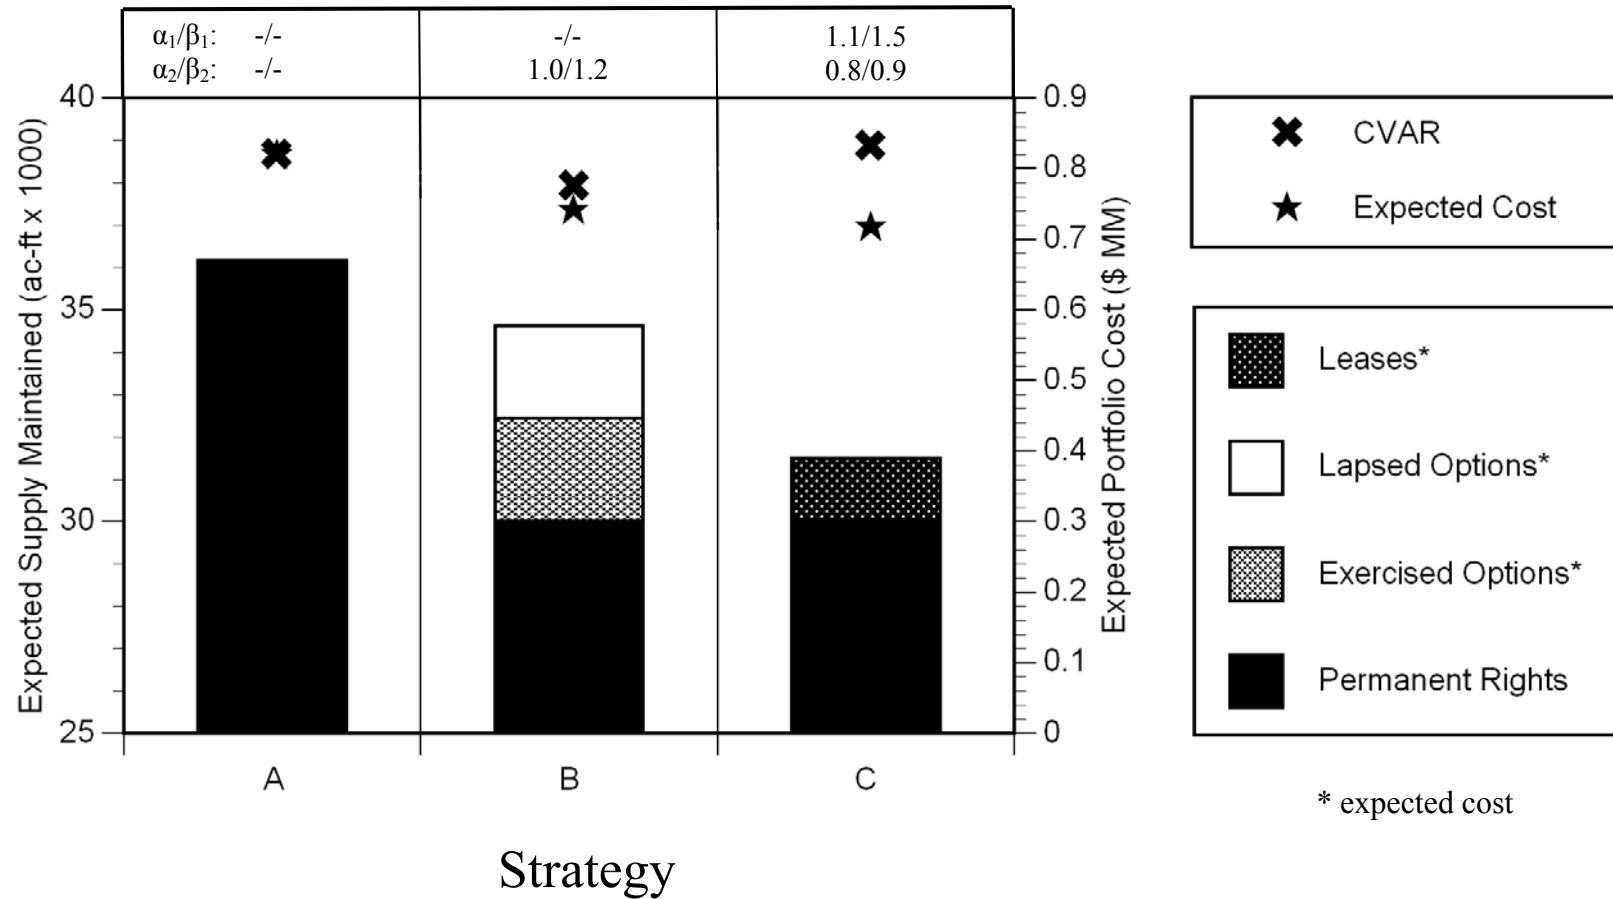 α₁/β₁: -/- -/- 1.1/1.5
α₂/β₂: -/- 1.0/1.2 0.8/0.9
Expected Supply Maintained (ac-ft x 1000)
40
35
30
25
0.9
0.8
0.7
0.6
0.5
0.4
0.3
0.2
0.1
0
Expected Portfolio Cost ($ MM)
A B C
Strategy
CVAR
Expected Cost
Leases*
Lapsed Options*
Exercised Options*
Permanent Rights
* expected cost